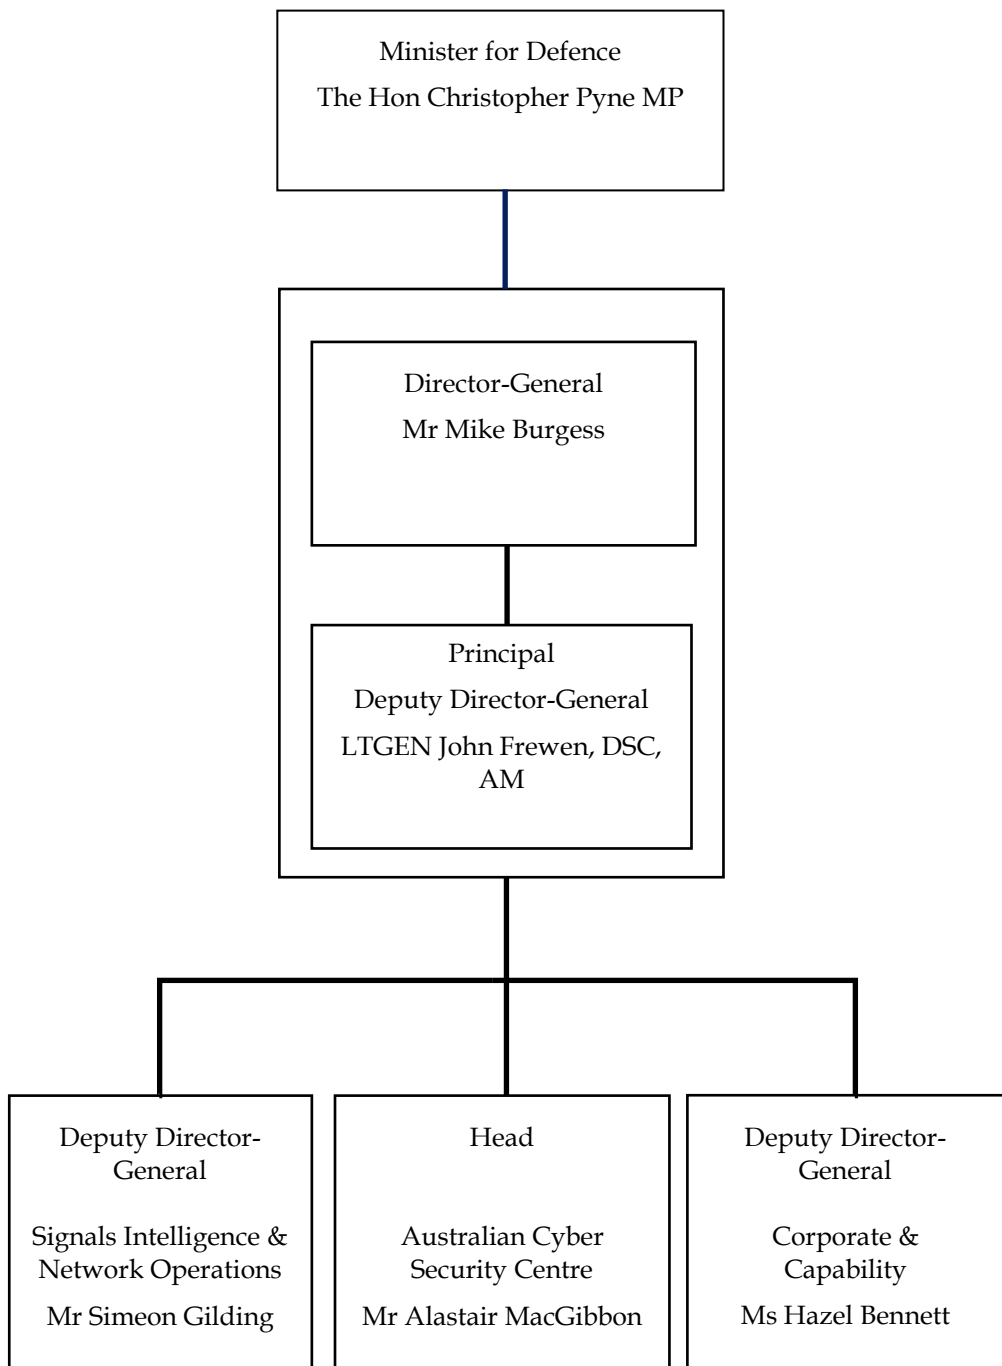 Minister for Defence
The Hon Christopher Pyne MP
Director-General
Mr Mike Burgess
Principal
Deputy Director-General
LTGEN John Frewen, DSC,
AM
Deputy Director-
General
Signals Intelligence &
Network Operations
Mr Simeon Gilding
Head
Australian Cyber
Security Centre
Mr Alastair MacGibbon
Deputy Director-
General
Corporate &
Capability
Ms Hazel Bennett